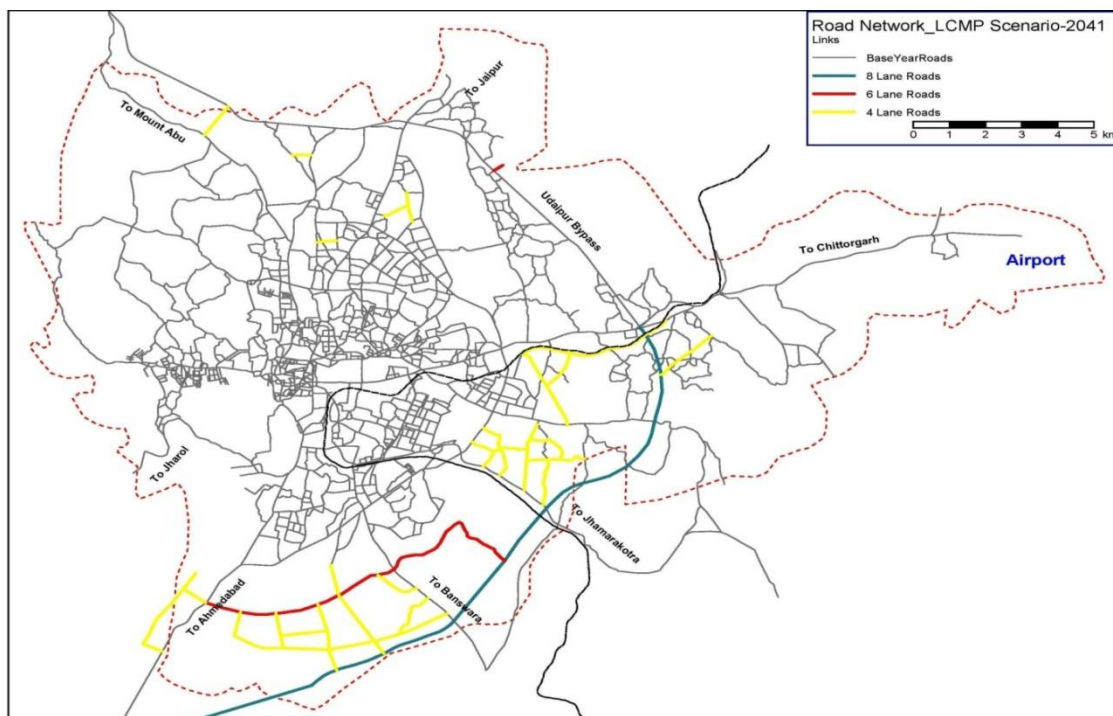 Road Network_LCMP Scenario-2041
Links
BaseYearRoads
8 Lane Roads
6 Lane Roads
4 Lane Roads
0 1 2 3 4 5
km
To Mount Abu
To Jaipur
Udaipur Bypass
To Chittorgarh
Airport
To Jharol
To Jhamarakotra
To Banswara
To Ahmedabad